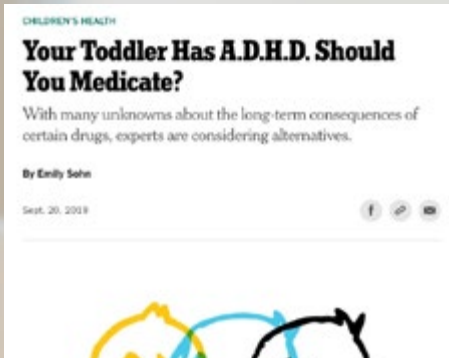 CHILDREN'S HEALTH
Your Toddler Has A.D.H.D. Should
You Medicate?
With many unknowns about the long-term consequences of
certain drugs, experts are considering alternatives.
By Emily Sohn
Sept. 20, 2019